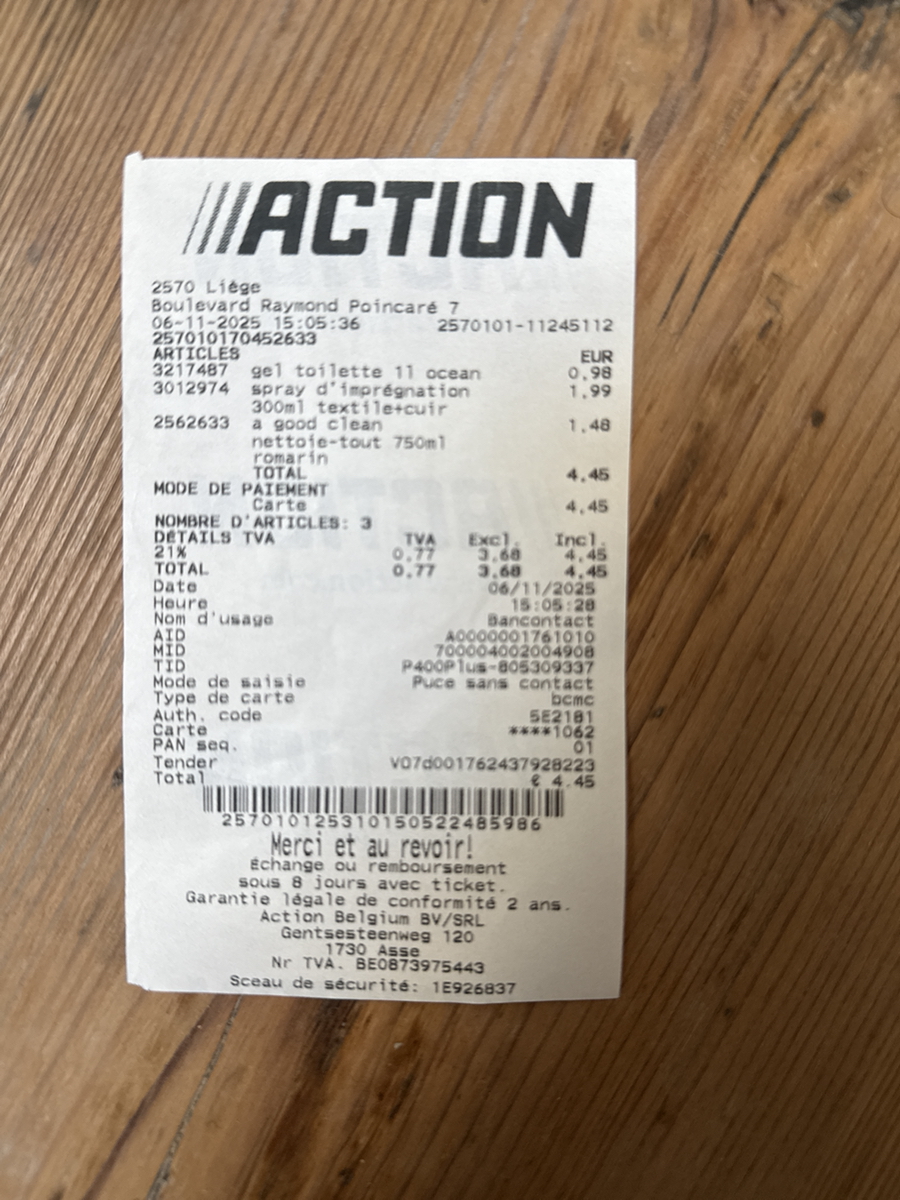 ACTION
2570 Liège
Boulevard Raymond Poincaré 7
06-11-2025 15:05:36 2570101-11245112
257010170452633
ARTICLES EUR
3217487 gel toilette 1l ocean 0,98
3012974 spray d'imprégnation 1,99
300ml textile+cuir
2562633 a good clean 1,48
nettoie-tout 750ml
romarin
TOTAL 4,45
MODE DE PAIEMENT
Carte 4,45
NOMBRE D'ARTICLES: 3
DÉTAILS TVA TVA Excl. Incl.
21% 0,77 3,68 4,45
TOTAL 0,77 3,68 4,45
Date 06/11/2025
Heure 15:05:28
Nom d'usage Bancontact
AID A0000001761010
MID 700004002004908
TID P400Plus-805309337
Mode de saisie Puce sans contact
Type de carte bcmc
Auth. code 5E2181
Carte ****1062
PAN seq. 01
Tender V07d001762437928223
Total € 4.45
257010125310150522485986
Merci et au revoir!
Échange ou remboursement
sous 8 jours avec ticket.
Garantie légale de conformité 2 ans.
Action Belgium BV/SRL
Gentsesteenweg 120
1730 Asse
Nr TVA. BE0873975443
Sceau de sécurité: 1E926837